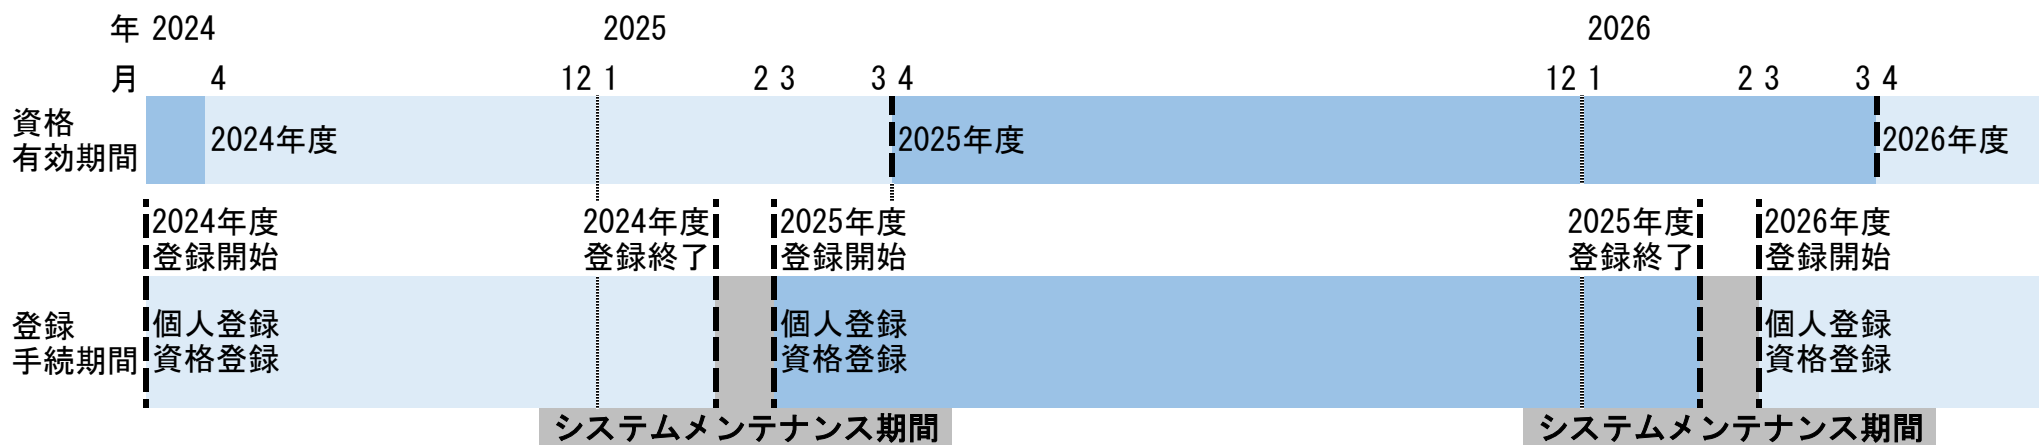 年 2024 2025 2026
月 4 12 1 2 3 3 4 12 1 2 3 3 4
資格
有効期間
2024年度 2025年度 2026年度
2024年度 2024年度 2025年度 2025年度 2026年度
登録開始 登録終了 登録開始 登録終了 登録開始
登録
手続期間
個人登録 個人登録 個人登録
資格登録 資格登録 資格登録
システムメンテナンス期間 システムメンテナンス期間